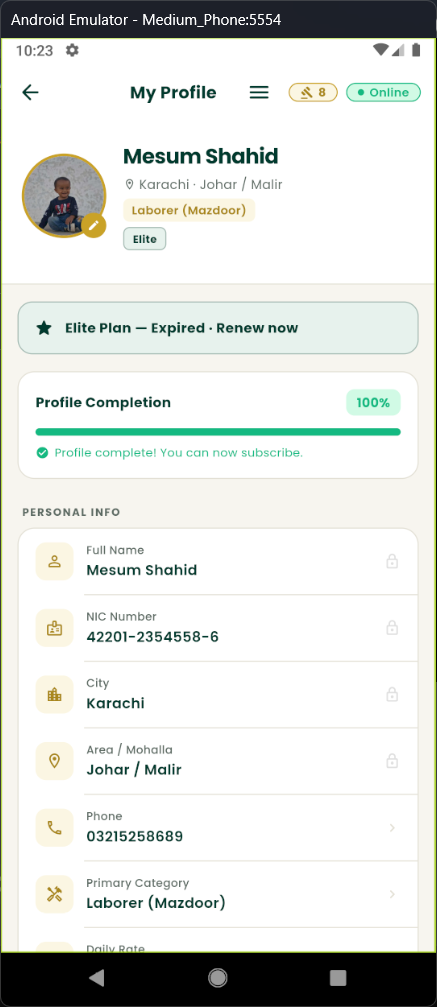 Android Emulator - Medium_Phone:5554
10:23
My Profile
8
Online
Mesum Shahid
Karachi · Johar / Malir
Laborer (Mazdoor)
Elite
Elite Plan — Expired · Renew now
Profile Completion
100%
Profile complete! You can now subscribe.
PERSONAL INFO
Full Name
Mesum Shahid
NIC Number
42201-2354558-6
City
Karachi
Area / Mohalla
Johar / Malir
Phone
03215258689
Primary Category
Laborer (Mazdoor)
Daily Rate